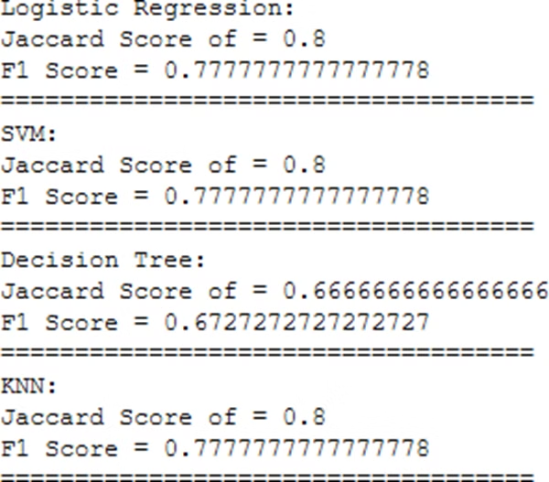 Logistic Regression:
Jaccard Score of = 0.8
F1 Score = 0.7777777777777778
====================================
SVM:
Jaccard Score of = 0.8
F1 Score = 0.7777777777777778
====================================
Decision Tree:
Jaccard Score of = 0.6666666666666666
F1 Score = 0.6727272727272727
====================================
KNN:
Jaccard Score of = 0.8
F1 Score = 0.7777777777777778
====================================